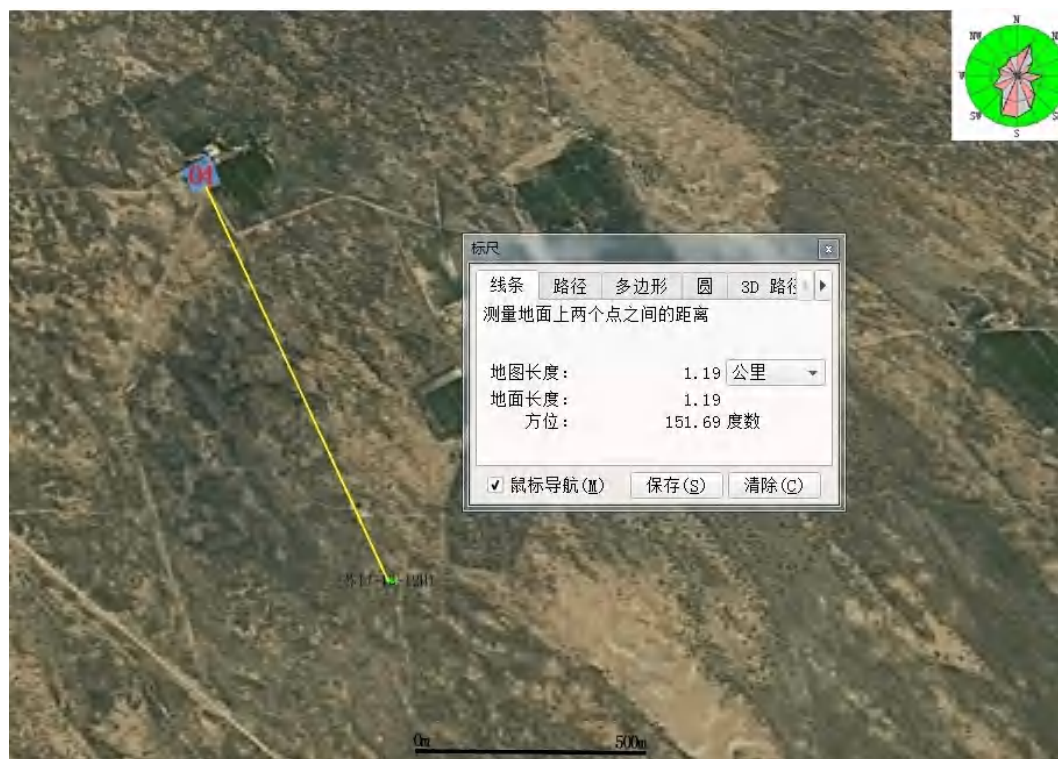 N
NW
N
W
SW
S
S
04
标尺
线条 路径 多边形 圆 3D 路径
测量地面上两个点之间的距离
地图长度: 1.19 公里
地面长度: 1.19
方位: 151.69 度数
鼠标导航(M) 保存(S) 清除(C)
0m 500m